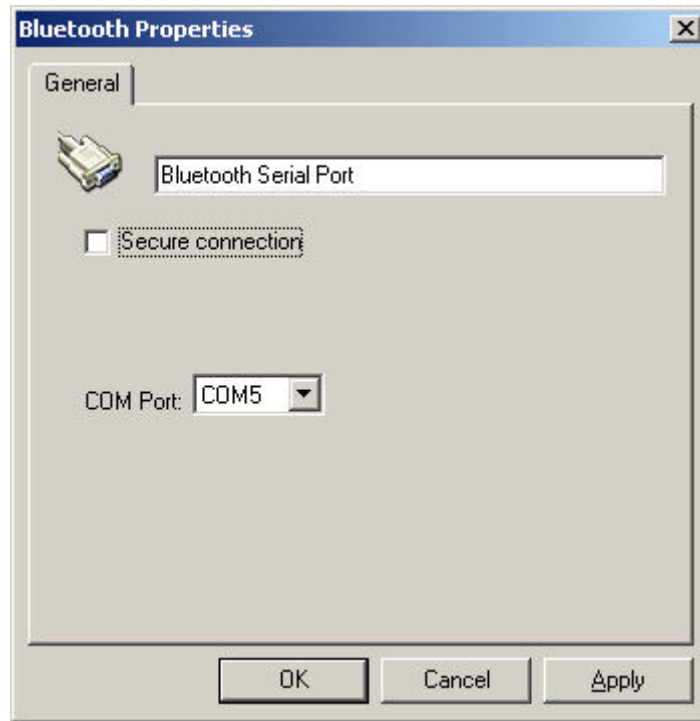 Bluetooth Properties
General
Bluetooth Serial Port
Secure connection
COM Port: COM5
OK Cancel Apply